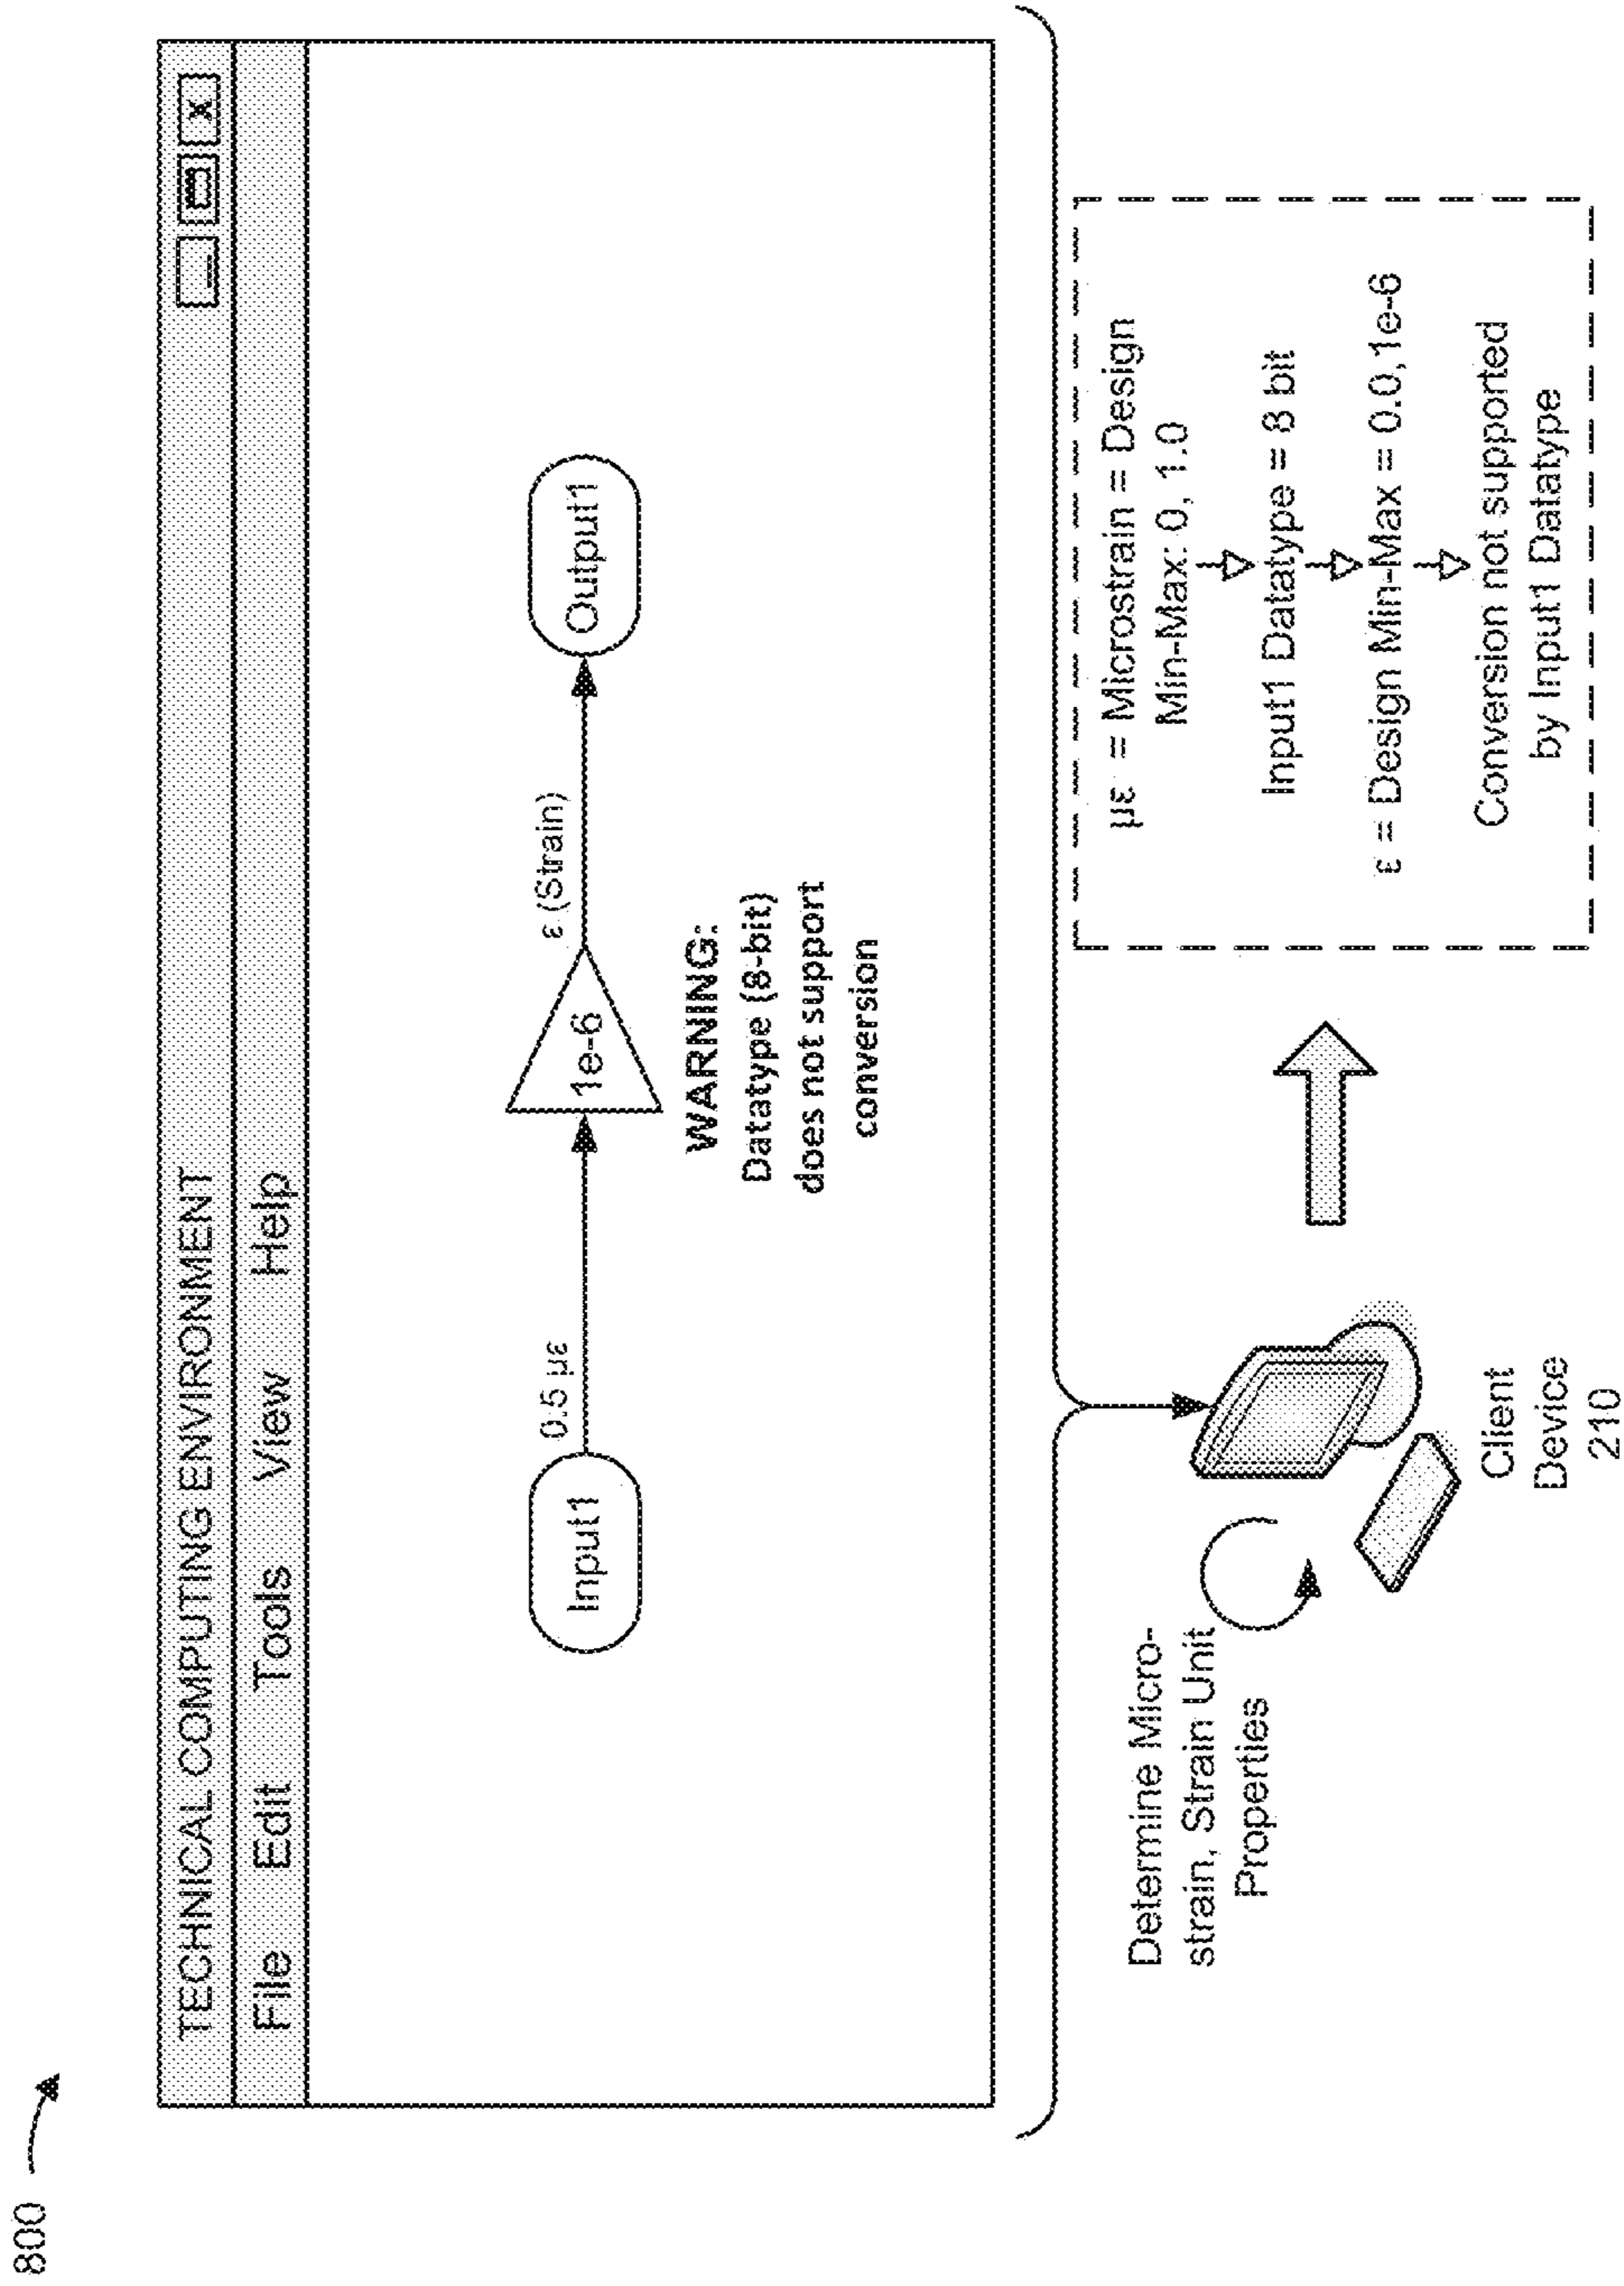 800
TECHNICAL COMPUTING ENVIRONMENT
File Edit Tools View Help
Input1
0.5 με
1e-6
ε (Strain)
Output1
WARNING:
Datatype (8-bit)
does not support
conversion
Determine Micro-
strain, Strain Unit
Properties
Client
Device
210
με = Microstrain = Design
Min-Max: 0, 1.0
Input1 Datatype = 8 bit
ε = Design Min-Max = 0.0,1e-6
Conversion not supported
by Input1 Datatype